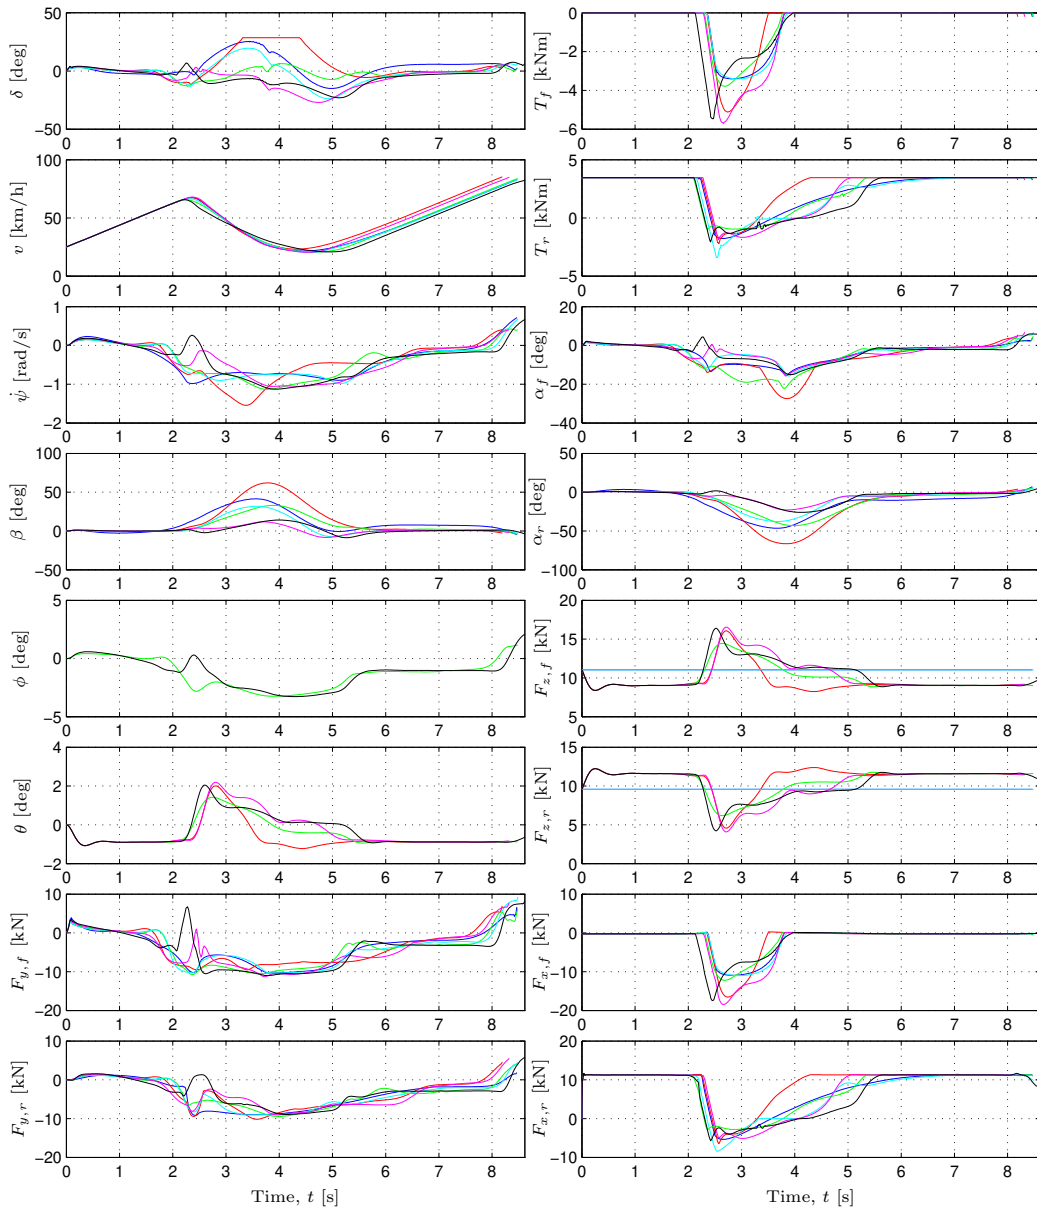 δ [deg]
50
0
−50
0 1 2 3 4 5 6 7 8
T_f [kNm]
0
−2
−4
−6
0 1 2 3 4 5 6 7 8
v [km/h]
100
50
0
0 1 2 3 4 5 6 7 8
T_r [kNm]
5
0
−5
0 1 2 3 4 5 6 7 8
ψ̇ [rad/s]
1
0
−1
−2
0 1 2 3 4 5 6 7 8
α_f [deg]
20
0
−20
−40
0 1 2 3 4 5 6 7 8
β [deg]
100
50
0
−50
0 1 2 3 4 5 6 7 8
α_r [deg]
50
0
−50
−100
0 1 2 3 4 5 6 7 8
ϕ [deg]
5
0
−5
0 1 2 3 4 5 6 7 8
F_{z,f} [kN]
20
15
10
5
0 1 2 3 4 5 6 7 8
θ [deg]
4
2
0
−2
0 1 2 3 4 5 6 7 8
F_{z,r} [kN]
15
10
5
0
0 1 2 3 4 5 6 7 8
F_{y,f} [kN]
10
0
−10
−20
0 1 2 3 4 5 6 7 8
F_{x,f} [kN]
10
0
−10
−20
0 1 2 3 4 5 6 7 8
F_{y,r} [kN]
10
0
−10
−20
0 1 2 3 4 5 6 7 8
Time, t [s]
F_{x,r} [kN]
20
10
0
−10
0 1 2 3 4 5 6 7 8
Time, t [s]